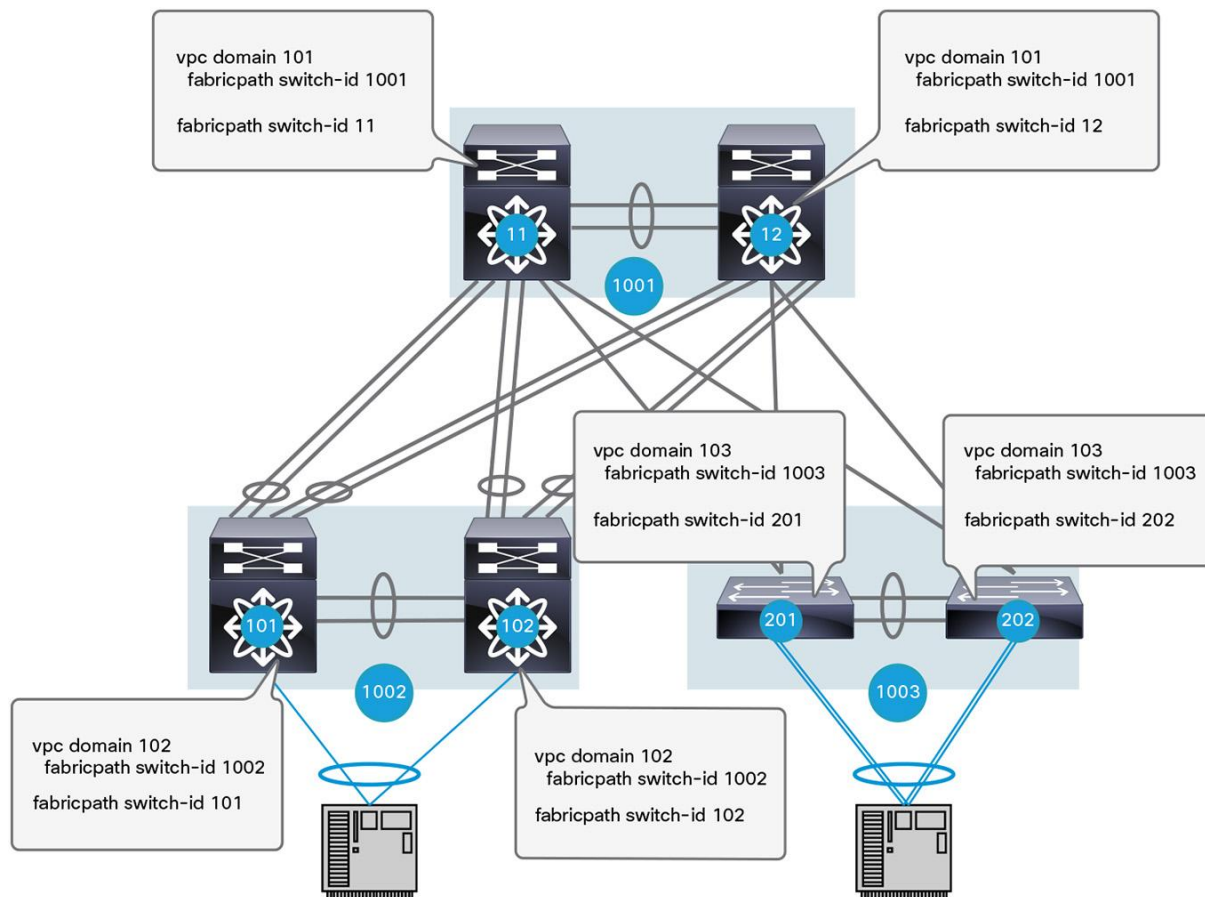 vpc domain 101
fabricpath switch-id 1001
fabricpath switch-id 11
vpc domain 101
fabricpath switch-id 1001
fabricpath switch-id 12
11
12
1001
vpc domain 103
fabricpath switch-id 1003
fabricpath switch-id 201
vpc domain 103
fabricpath switch-id 1003
fabricpath switch-id 202
101
102
201
202
1002
1003
vpc domain 102
fabricpath switch-id 1002
fabricpath switch-id 101
vpc domain 102
fabricpath switch-id 1002
fabricpath switch-id 102